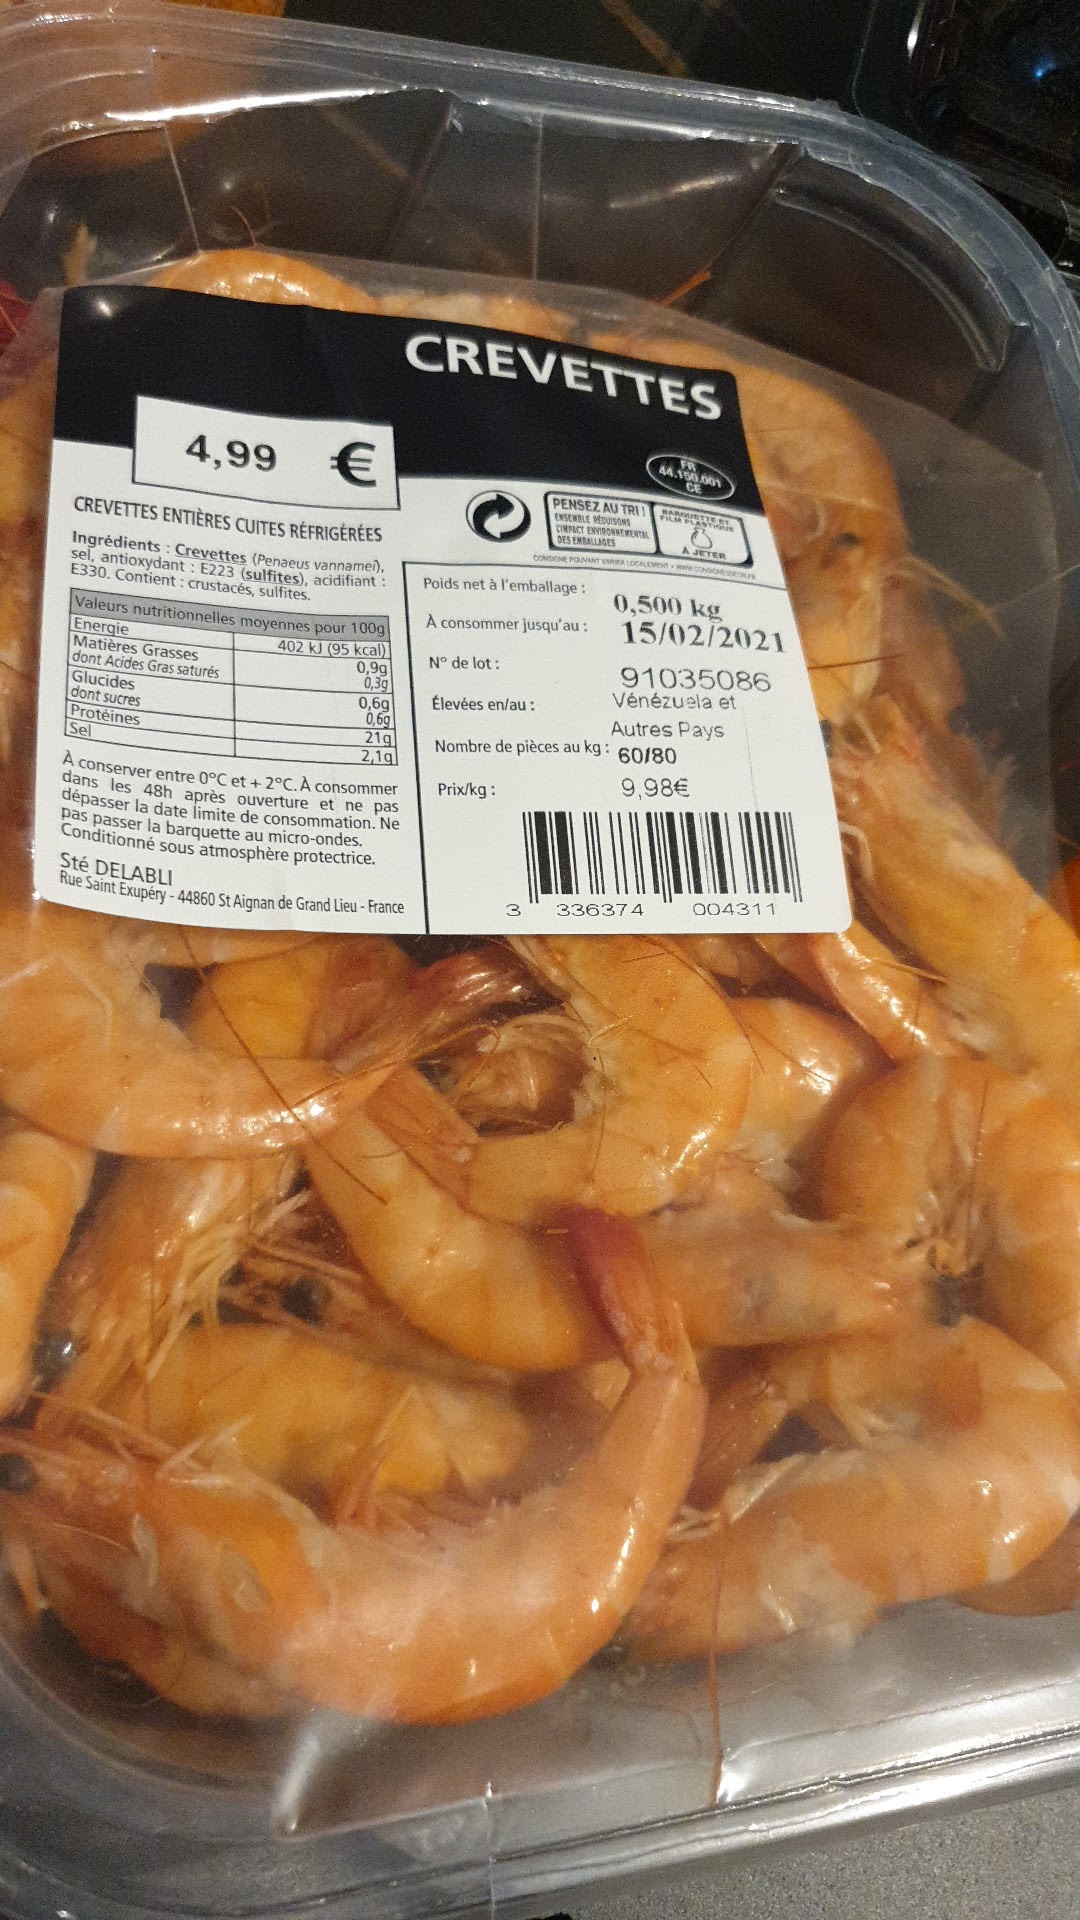 CREVETTES
4,99 €
FR
44.150.001
CE
CREVETTES ENTIÈRES CUITES RÉFRIGÉRÉES
Ingrédients : Crevettes (Penaeus vannamei),
sel, antioxydant : E223 (sulfites), acidifiant :
E330. Contient : crustacés, sulfites.
Valeurs nutritionnelles moyennes pour 100g
Energie 402 kJ (95 kcal)
Matières Grasses 0,9g
dont Acides Gras saturés 0,3g
Glucides 0,6g
dont sucres 0,6g
Protéines 21g
Sel 2,1g
À conserver entre 0°C et + 2°C. À consommer
dans les 48h après ouverture et ne pas
dépasser la date limite de consommation. Ne
pas passer la barquette au micro-ondes.
Conditionné sous atmosphère protectrice.
Sté DELABLI
Rue Saint Exupéry - 44860 St Aignan de Grand Lieu - France
PENSEZ AU TRI !
ENSEMBLE RÉDUISONS
L'IMPACT ENVIRONNEMENTAL
DES EMBALLAGES
BARQUETTE ET
FILM PLASTIQUE
À JETER
CONSIGNE POUVANT VARIER LOCALEMENT > WWW.CONSIGNESDETRI.FR
Poids net à l'emballage : 0,500 kg
À consommer jusqu'au : 15/02/2021
N° de lot : 91035086
Élevées en/au : Vénézuela et
Autres Pays
Nombre de pièces au kg : 60/80
Prix/kg : 9,98€
3 336374 004311